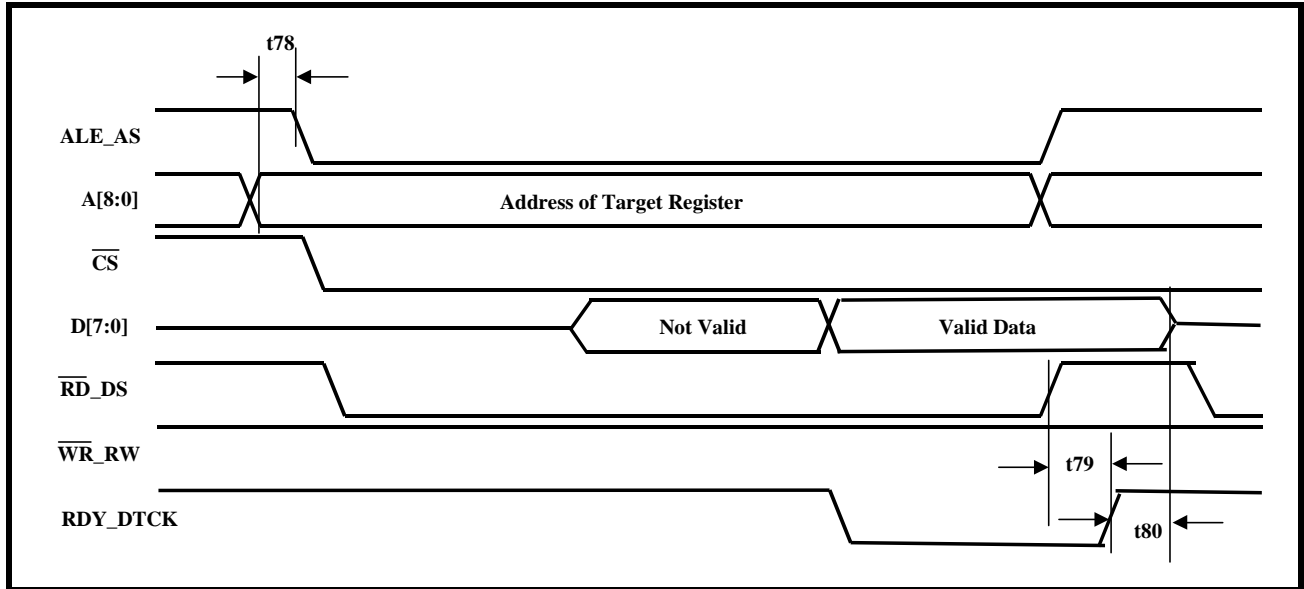 t78
ALE_AS
A[8:0]
Address of Target Register
CS
D[7:0]
Not Valid
Valid Data
RD_DS
WR_RW
t79
RDY_DTCK
t80